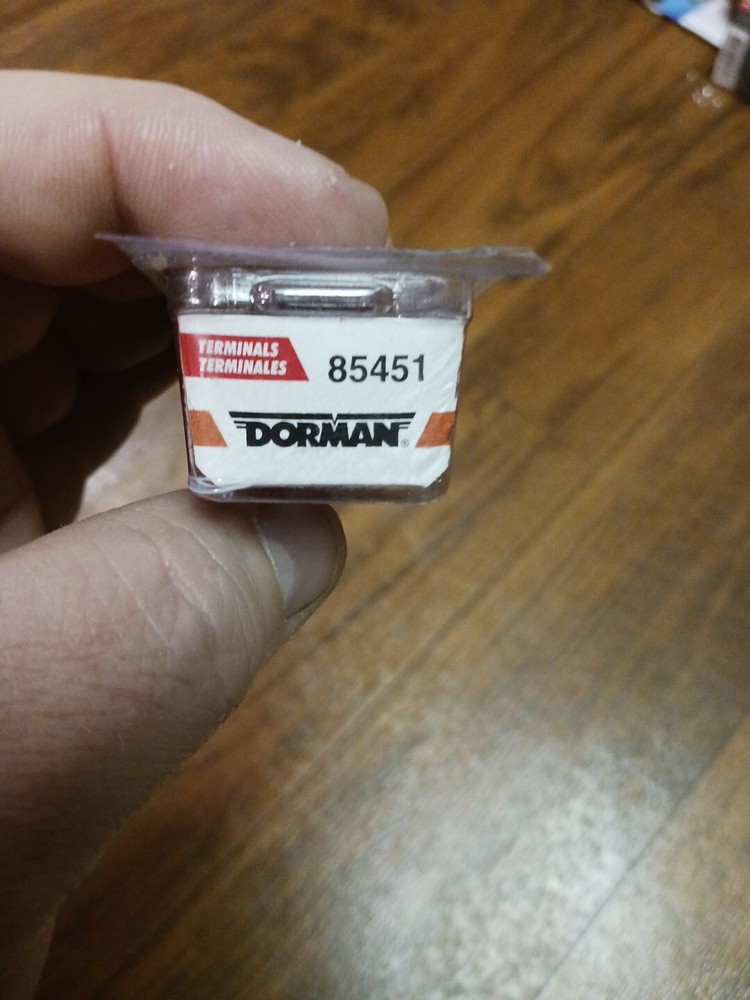 TERMINALS
TERMINALES
85451
DORMAN®